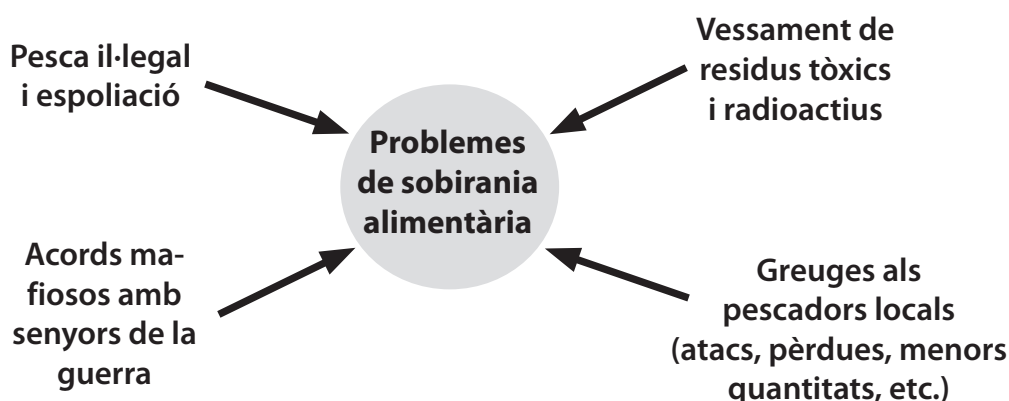 Pesca il·legal
i espoliació
Vessament de
residus tòxics
i radioactius
Problemes
de sobirania
alimentària
Acords ma-
fiosos amb
senyors de la
guerra
Greuges als
pescadors locals
(atacs, pèrdues, menors
quantitats, etc.)